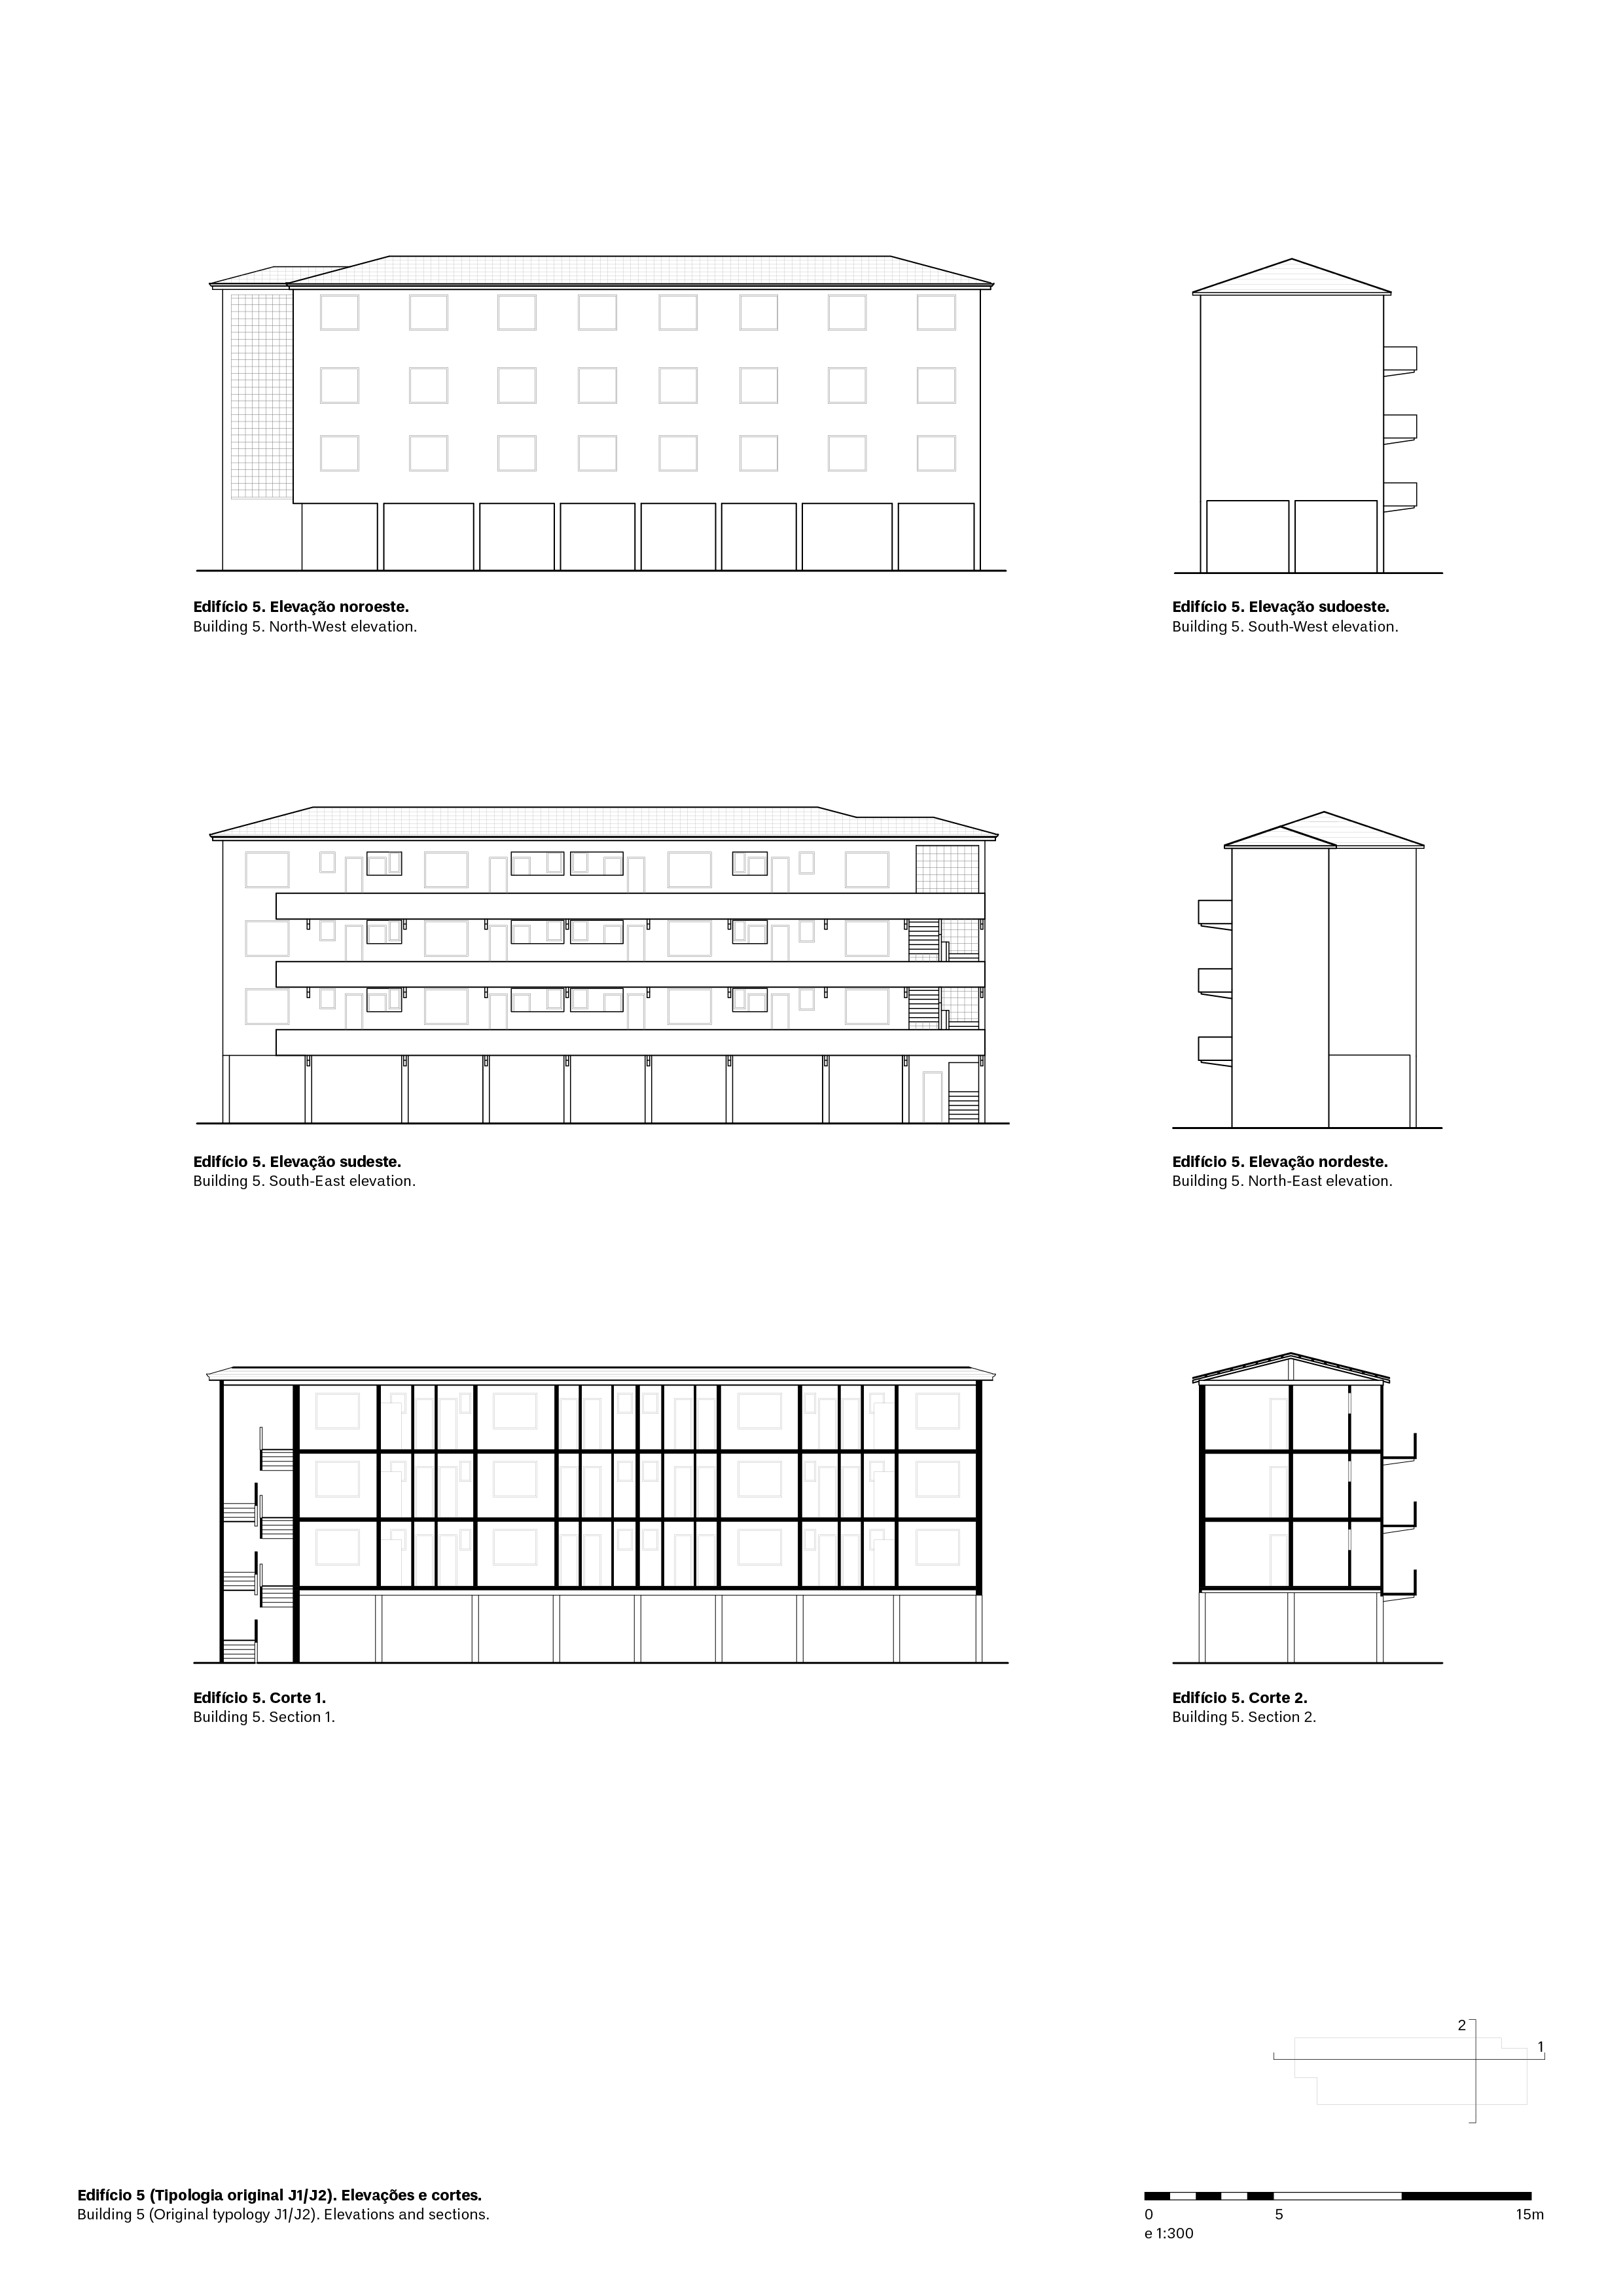 Edifício 5. Elevação noroeste.
Building 5. North-West elevation.
Edifício 5. Elevação sudoeste.
Building 5. South-West elevation.
Edifício 5. Elevação sudeste.
Building 5. South-East elevation.
Edifício 5. Elevação nordeste.
Building 5. North-East elevation.
Edifício 5. Corte 1.
Building 5. Section 1.
Edifício 5. Corte 2.
Building 5. Section 2.
2
1
Edifício 5 (Tipologia original J1/J2). Elevações e cortes.
Building 5 (Original typology J1/J2). Elevations and sections.
0 5 15m
e 1:300